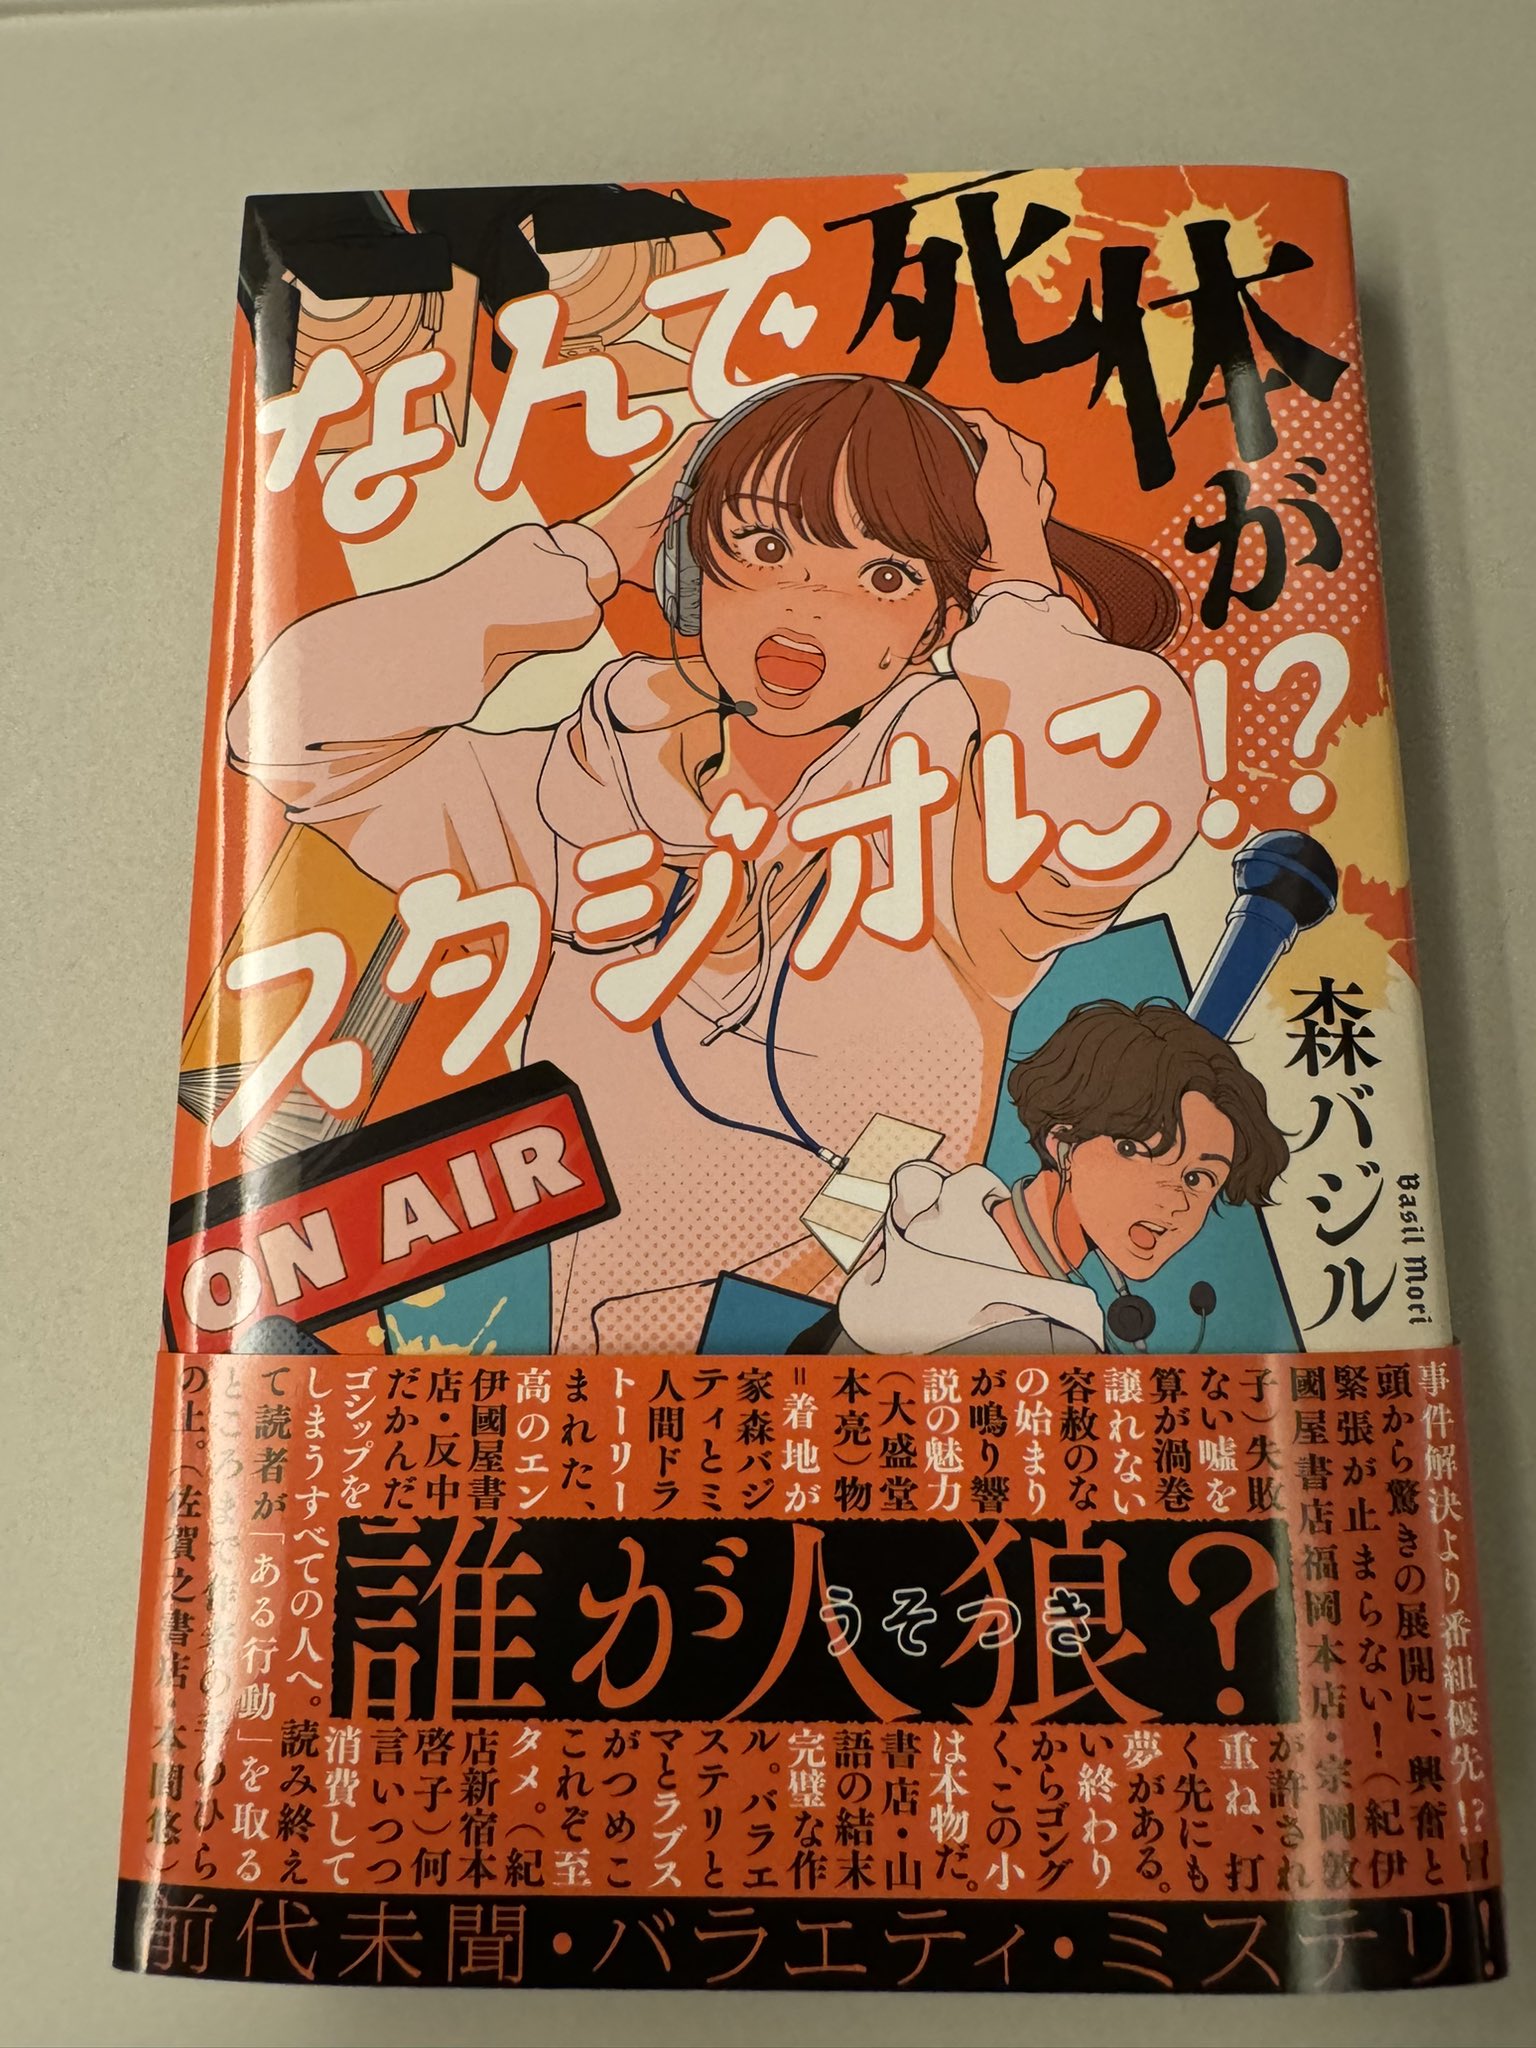 なんで死体が
スタジオに!?
森バジル
Basil Mori
ON AIR
事件解決より番組優先!?冒
頭から驚きの展開に、興奮と
緊張が止まらない!(紀伊
國屋書店福岡本店・宗岡敦
子)失敗が許され
ない嘘を重ね、打
算が渦巻く先にも
譲れない夢がある。
容赦のない終わり
の始まりからゴング
が鳴り響く、この小
説の魅力は本物だ。
(大盛堂書店・山
本亮)物語の結末
=着地が完璧な作
家森バジル。バラエ
ティとミステリと
人間ドラマとラブス
トーリーがつめこ
まれた、これぞ至
高のエンタメ。(紀
伊國屋書店新宿本
店・反中啓子)何
だかんだ言いつつ
ゴシップを消費して
しまうすべての人へ。読み終え
て読者が「ある行動」を取る
ところまでのひら
の上。(佐賀之書店・本間悠)
誰が人狼?
うそつき
前代未聞・バラエティ・ミステリ!